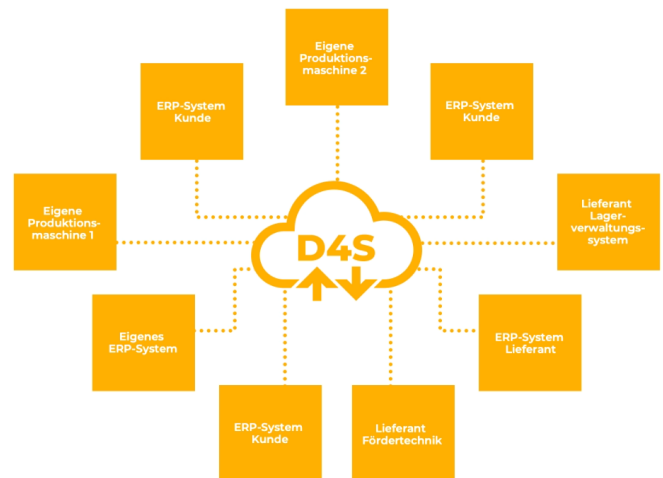 Eigene
Produktions-
maschine 2
ERP-System
Kunde
ERP-System
Kunde
Eigene
Produktions-
maschine 1
Lieferant
Lager-
verwaltungs-
system
D4S
Eigenes
ERP-System
ERP-System
Lieferant
ERP-System
Kunde
Lieferant
Fördertechnik